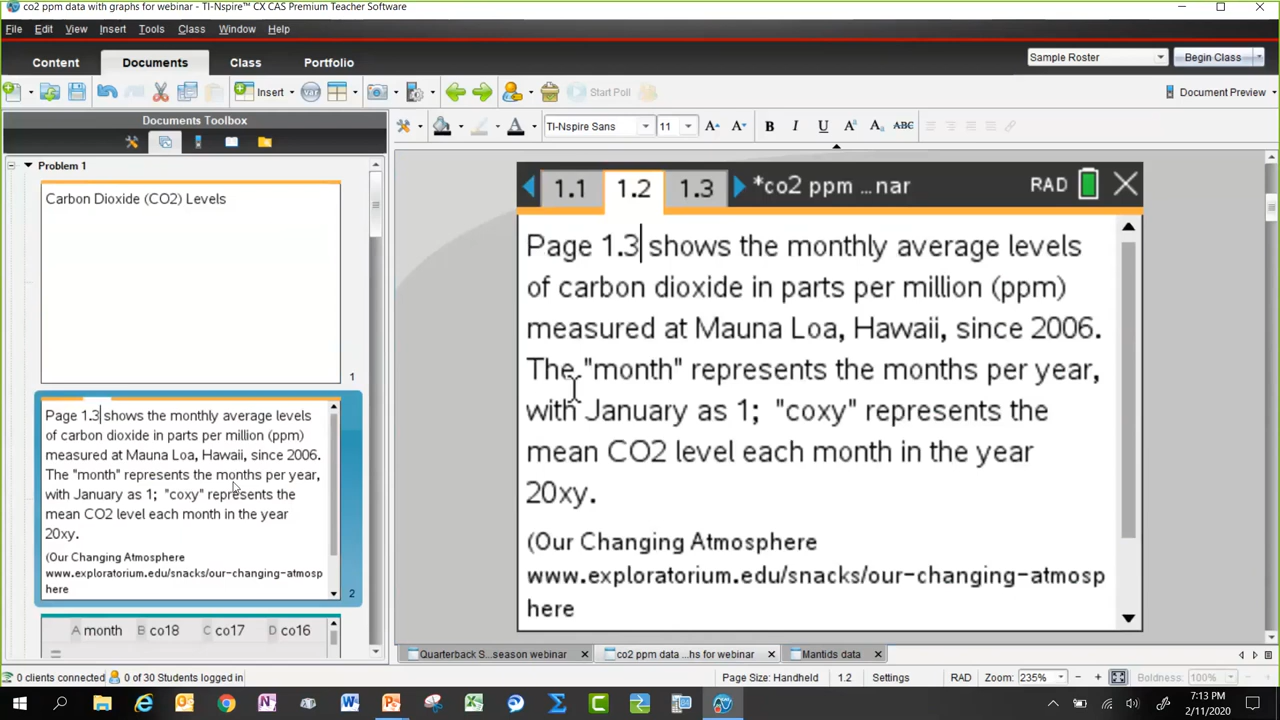 co2 ppm data with graphs for webinar - TI-Nspire™ CX CAS Premium Teacher Software
File Edit View Insert Tools Class Window Help
Content Documents Class Portfolio
Sample Roster Begin Class
Insert Start Poll Document Preview
Documents Toolbox
TI-Nspire Sans 11 A A B I U A A ABC
Problem 1
Carbon Dioxide (CO2) Levels
1
Page 1.3 shows the monthly average levels
of carbon dioxide in parts per million (ppm)
measured at Mauna Loa, Hawaii, since 2006.
The "month" represents the months per year,
with January as 1; "coxy" represents the
mean CO2 level each month in the year
20xy.
(Our Changing Atmosphere
www.exploratorium.edu/snacks/our-changing-atmosp
here
2
A month B co18 C co17 D co16
=
1.1 1.2 1.3 *co2 ppm ...nar RAD
Page 1.3 shows the monthly average levels
of carbon dioxide in parts per million (ppm)
measured at Mauna Loa, Hawaii, since 2006.
The "month" represents the months per year,
with January as 1; "coxy" represents the
mean CO2 level each month in the year
20xy.
(Our Changing Atmosphere
www.exploratorium.edu/snacks/our-changing-atmosp
here
Quarterback S...season webinar co2 ppm data ...hs for webinar Mantids data
0 clients connected 0 of 30 Students logged in Page Size: Handheld 1.2 Settings RAD Zoom: 235% - + Boldness: 100%
7:13 PM
2/11/2020